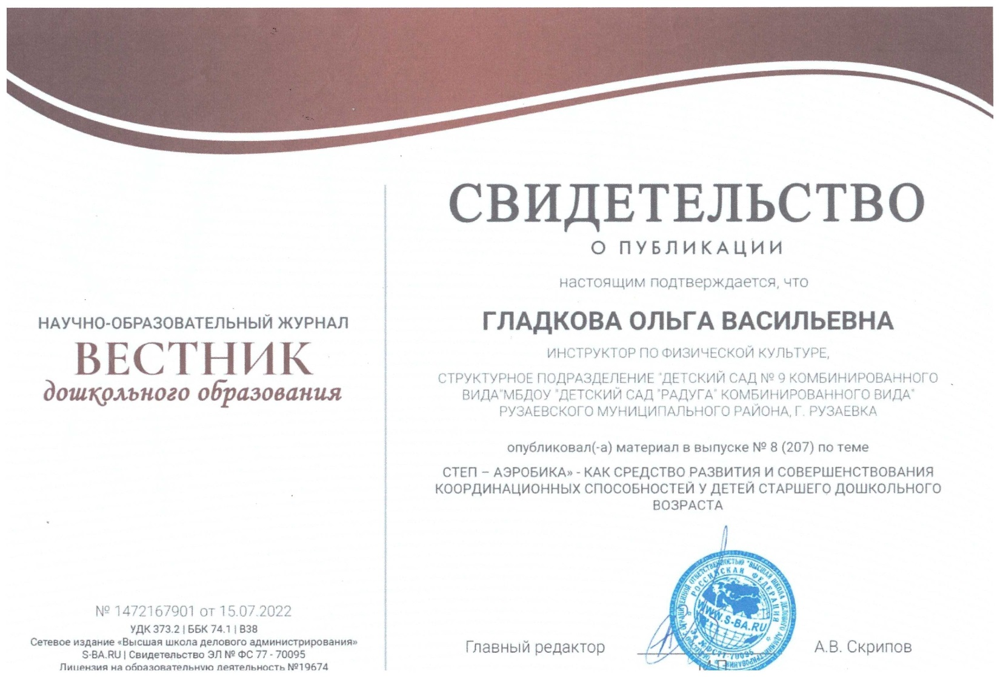 НАУЧНО-ОБРАЗОВАТЕЛЬНЫЙ ЖУРНАЛ
ВЕСТНИК
дошкольного образования
№ 1472167901 от 15.07.2022
УДК 373.2 | ББК 74.1 | В38
Сетевое издание «Высшая школа делового администрирования»
S-BA.RU | Свидетельство ЭЛ № ФС 77 - 70095
Лицензия на образовательную деятельность №19674
СВИДЕТЕЛЬСТВО
О ПУБЛИКАЦИИ
настоящим подтверждается, что
ГЛАДКОВА ОЛЬГА ВАСИЛЬЕВНА
ИНСТРУКТОР ПО ФИЗИЧЕСКОЙ КУЛЬТУРЕ,
СТРУКТУРНОЕ ПОДРАЗДЕЛЕНИЕ "ДЕТСКИЙ САД № 9 КОМБИНИРОВАННОГО
ВИДА"МБДОУ "ДЕТСКИЙ САД "РАДУГА" КОМБИНИРОВАННОГО ВИДА"
РУЗАЕВСКОГО МУНИЦИПАЛЬНОГО РАЙОНА, Г. РУЗАЕВКА
опубликовал(-а) материал в выпуске № 8 (207) по теме
СТЕП – АЭРОБИКА» - КАК СРЕДСТВО РАЗВИТИЯ И СОВЕРШЕНСТВОВАНИЯ
КООРДИНАЦИОННЫХ СПОСОБНОСТЕЙ У ДЕТЕЙ СТАРШЕГО ДОШКОЛЬНОГО
ВОЗРАСТА
Главный редактор
А.В. Скрипов
РОССИЙСКАЯ ФЕДЕРАЦИЯ
WWW.S-BA.RU